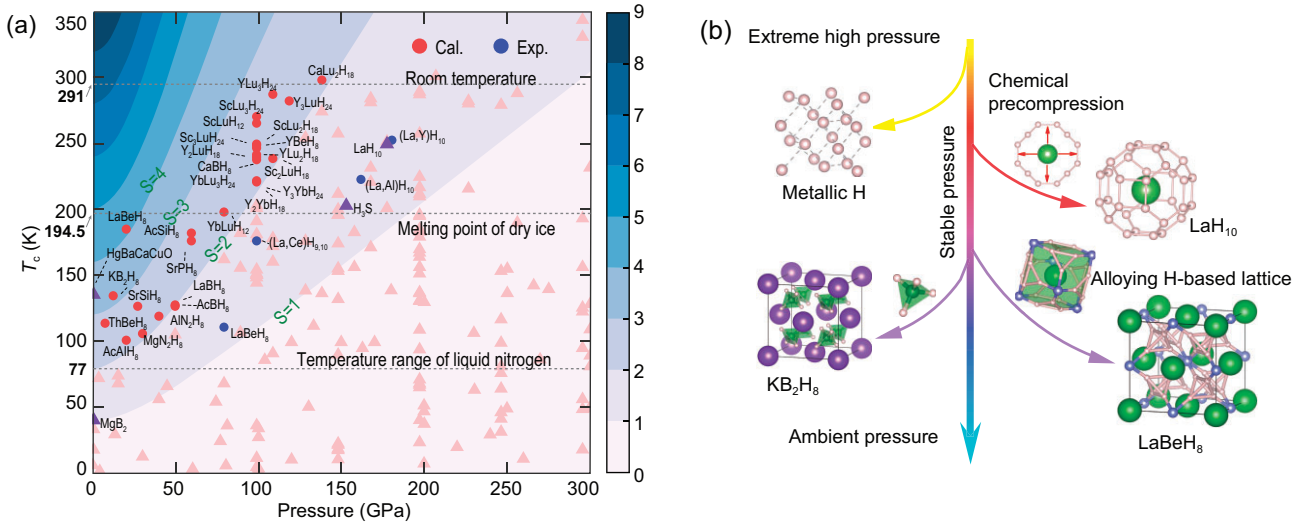 (a)
T_c (K)
350
300
291
250
200
194.5
150
100
77
50
0
0
50
100
150
200
250
300
Pressure (GPa)
Cal.
Exp.
Room temperature
Melting point of dry ice
Temperature range of liquid nitrogen
S=4
S=3
S=2
S=1
CaLu₂H₁₈
YLu₃H₂₄
Y₃LuH₂₄
ScLu₃H₂₄
ScLuH₁₂
ScLu₂H₁₈
Sc₃LuH₂₄
YBeH₈
Y₂LuH₁₈
YLu₂H₁₈
CaBH₈
Sc₂LuH₁₈
YbLu₃H₂₄
Y₃YbH₂₄
Y₂YbH₁₈
YbLuH₁₂
LaH₁₀
(La,Y)H₁₀
(La,Al)H₁₀
H₃S
(La,Ce)H₉,₁₀
LaBeH₈
AcSiH₈
SrPH₈
HgBaCaCuO
KB₂H₈
SrSiH₈
LaBH₈
AcBH₈
ThBeH₈
AlN₂H₈
MgN₂H₈
AcAlH₈
LaBeH₈
MgB₂
9
8
7
6
5
4
3
2
1
0
(b)
Extreme high pressure
Chemical
precompression
Metallic H
Stable pressure
LaH₁₀
Alloying H-based lattice
KB₂H₈
LaBeH₈
Ambient pressure